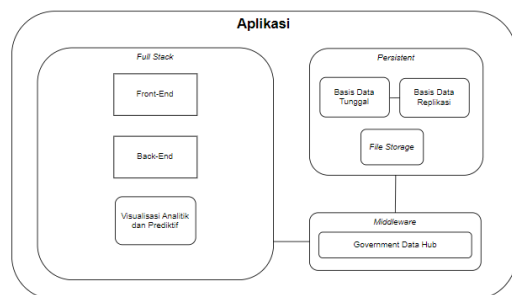 Aplikasi
Full Stack
Front-End
Back-End
Visualisasi Analitik
dan Prediktif
Persistent
Basis Data
Tunggal
Basis Data
Replikasi
File Storage
Middleware
Government Data Hub